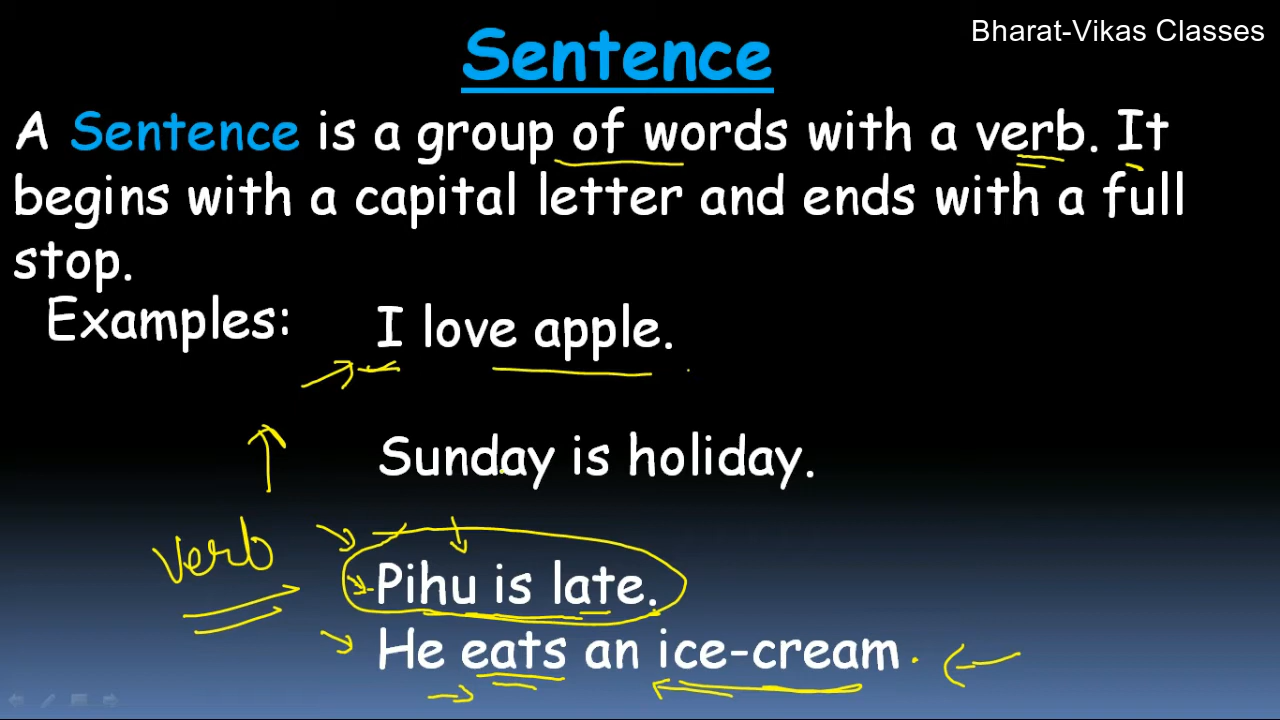 Bharat-Vikas Classes
Sentence
A Sentence is a group of words with a verb. It
begins with a capital letter and ends with a full
stop.
Examples:
I love apple.
Sunday is holiday.
verb
Pihu is late.
He eats an ice-cream.